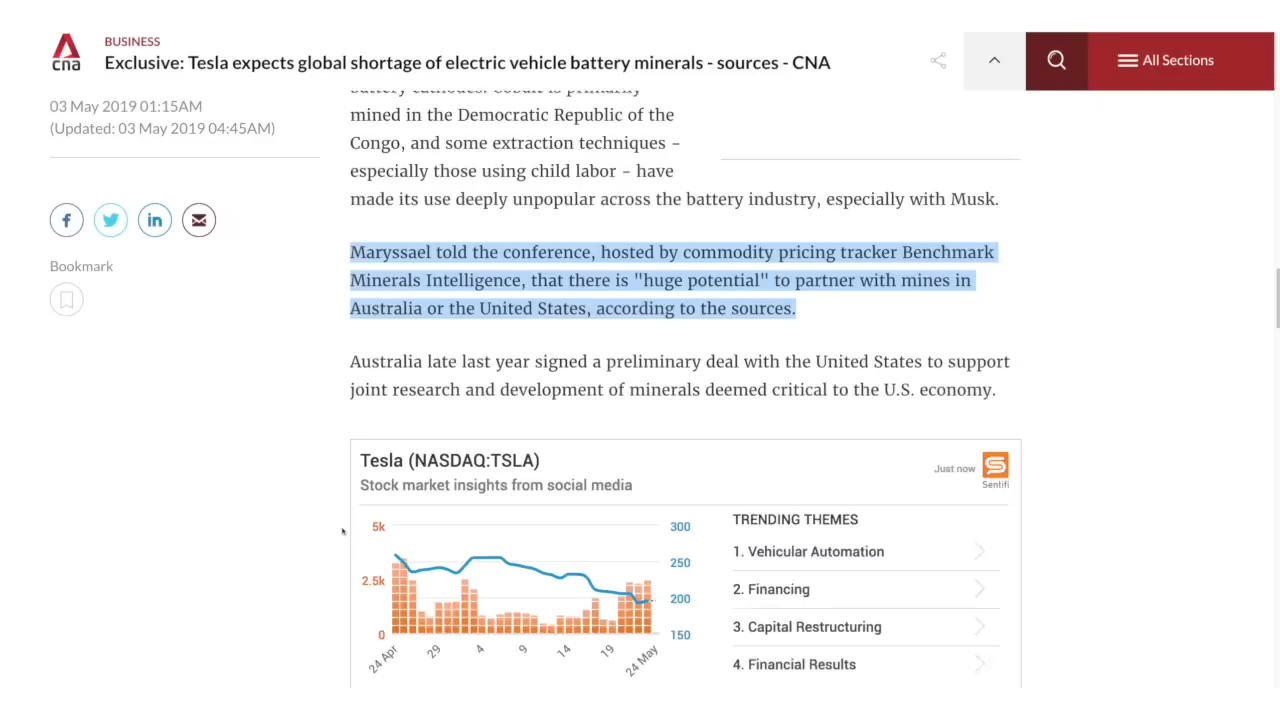 cna
BUSINESS
Exclusive: Tesla expects global shortage of electric vehicle battery minerals - sources - CNA
All Sections
03 May 2019 01:15AM
(Updated: 03 May 2019 04:45AM)
Bookmark
battery cathodes. Cobalt is primarily
mined in the Democratic Republic of the
Congo, and some extraction techniques -
especially those using child labor - have
made its use deeply unpopular across the battery industry, especially with Musk.
Maryssael told the conference, hosted by commodity pricing tracker Benchmark
Minerals Intelligence, that there is "huge potential" to partner with mines in
Australia or the United States, according to the sources.
Australia late last year signed a preliminary deal with the United States to support
joint research and development of minerals deemed critical to the U.S. economy.
Tesla (NASDAQ:TSLA)
Stock market insights from social media
Just now
Sentifi
5k
2.5k
0
300
250
200
150
24 Apr
29
4
9
14
19
24 May
TRENDING THEMES
1. Vehicular Automation
2. Financing
3. Capital Restructuring
4. Financial Results